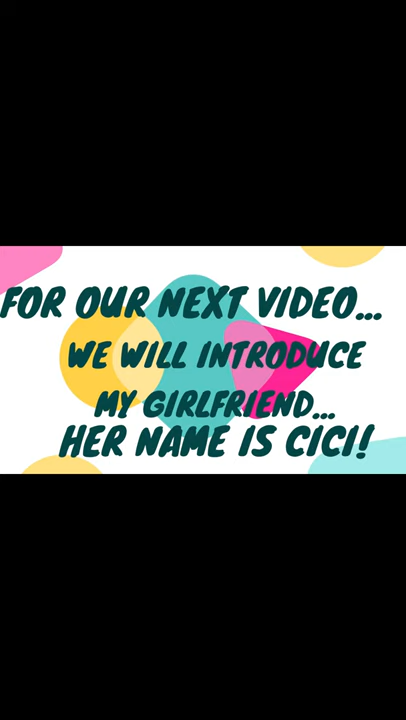 FOR OUR NEXT VIDEO...
WE WILL INTRODUCE
MY GIRLFRIEND...
HER NAME IS CICI!